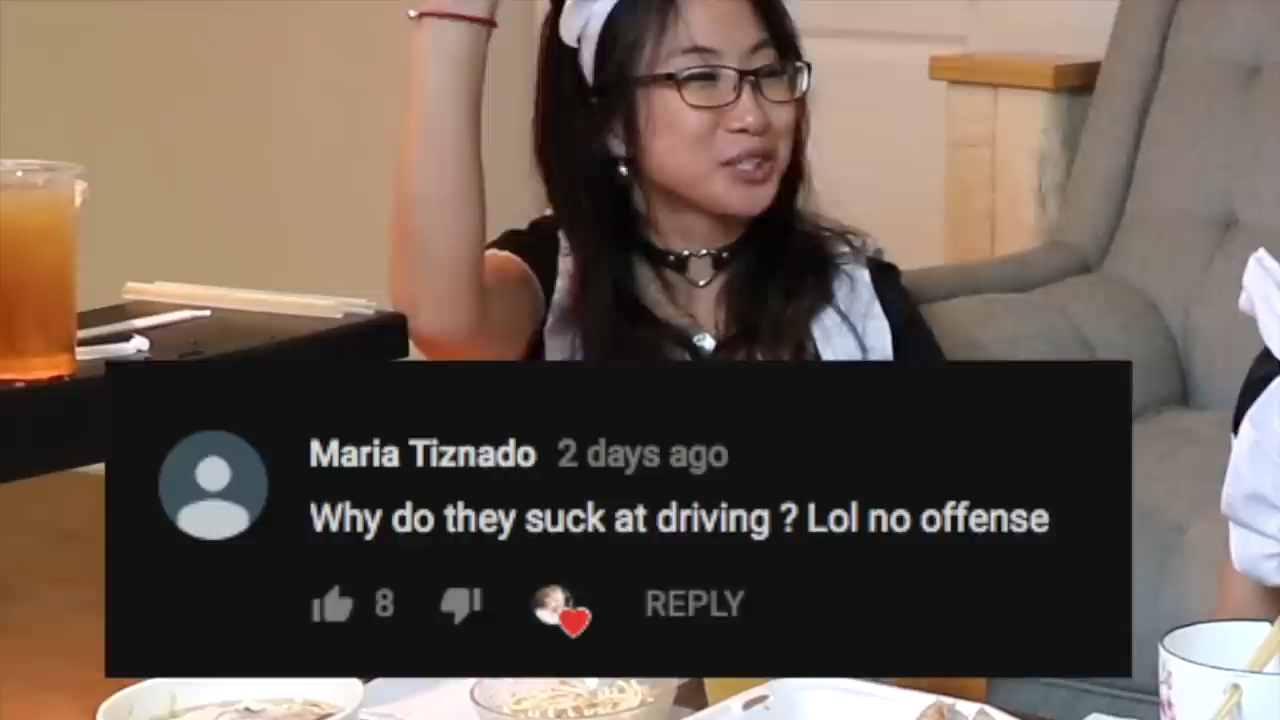 Maria Tiznado 2 days ago
Why do they suck at driving ? Lol no offense
8 REPLY